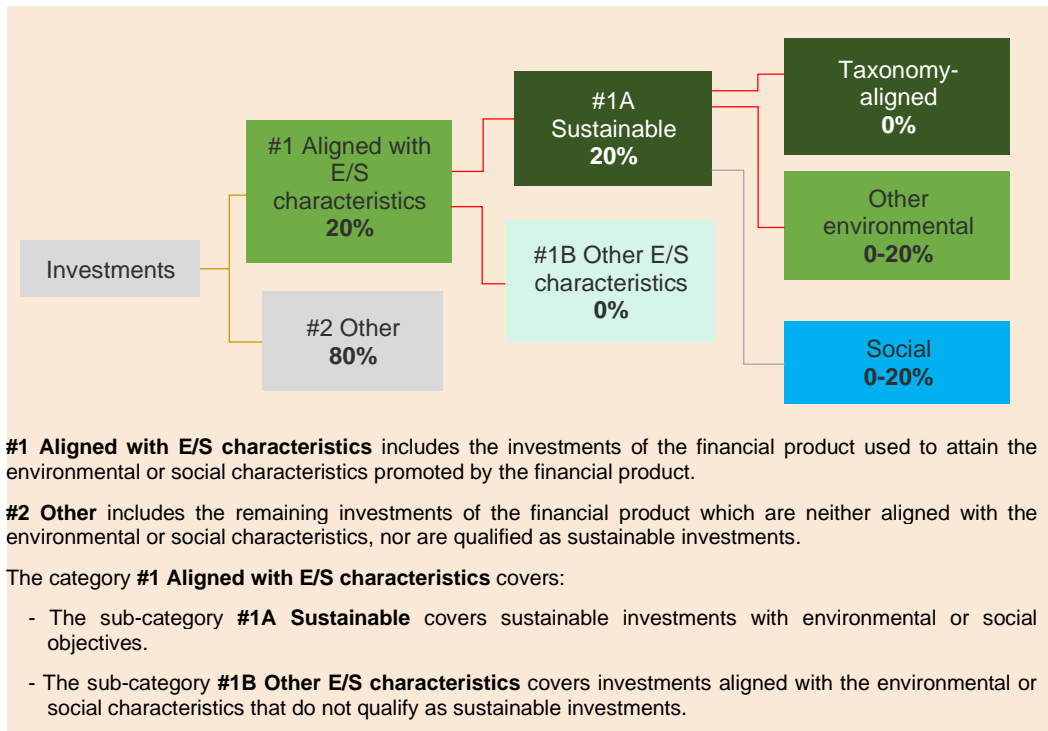 Investments
#1 Aligned with
E/S
characteristics
20%
#2 Other
80%
#1A
Sustainable
20%
#1B Other E/S
characteristics
0%
Taxonomy-
aligned
0%
Other
environmental
0-20%
Social
0-20%
#1 Aligned with E/S characteristics includes the investments of the financial product used to attain the
environmental or social characteristics promoted by the financial product.
#2 Other includes the remaining investments of the financial product which are neither aligned with the
environmental or social characteristics, nor are qualified as sustainable investments.
The category #1 Aligned with E/S characteristics covers:
- The sub-category #1A Sustainable covers sustainable investments with environmental or social
objectives.
- The sub-category #1B Other E/S characteristics covers investments aligned with the environmental or
social characteristics that do not qualify as sustainable investments.